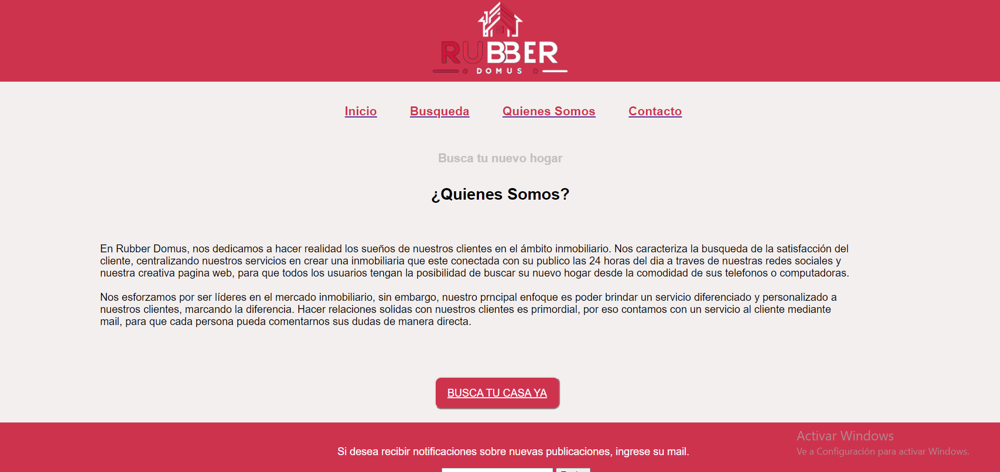 RUBBER
DOMUS
Inicio Busqueda Quienes Somos Contacto
Busca tu nuevo hogar
¿Quienes Somos?
En Rubber Domus, nos dedicamos a hacer realidad los sueños de nuestros clientes en el ámbito inmobiliario. Nos caracteriza la busqueda de la satisfacción del
cliente, centralizando nuestros servicios en crear una inmobiliaria que este conectada con su publico las 24 horas del dia a traves de nuestras redes sociales y
nuestra creativa pagina web, para que todos los usuarios tengan la posibilidad de buscar su nuevo hogar desde la comodidad de sus telefonos o computadoras.
Nos esforzamos por ser líderes en el mercado inmobiliario, sin embargo, nuestro prncipal enfoque es poder brindar un servicio diferenciado y personalizado a
nuestros clientes, marcando la diferencia. Hacer relaciones solidas con nuestros clientes es primordial, por eso contamos con un servicio al cliente mediante
mail, para que cada persona pueda comentarnos sus dudas de manera directa.
BUSCA TU CASA YA
Activar Windows
Si desea recibir notificaciones sobre nuevas publicaciones, ingrese su mail.
Ve a Configuración para activar Windows.